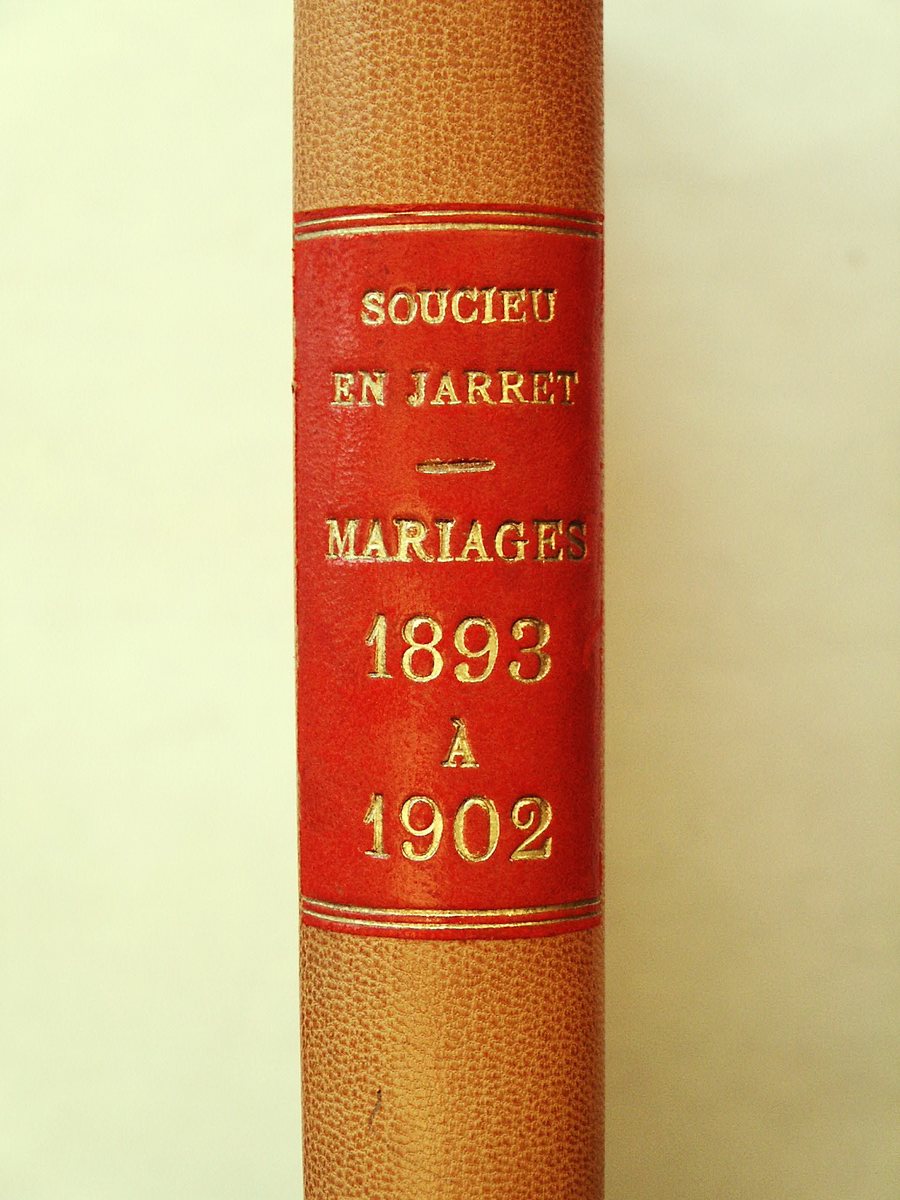 SOUCIEU
EN JARRET
MARIAGES
1893
À
1902